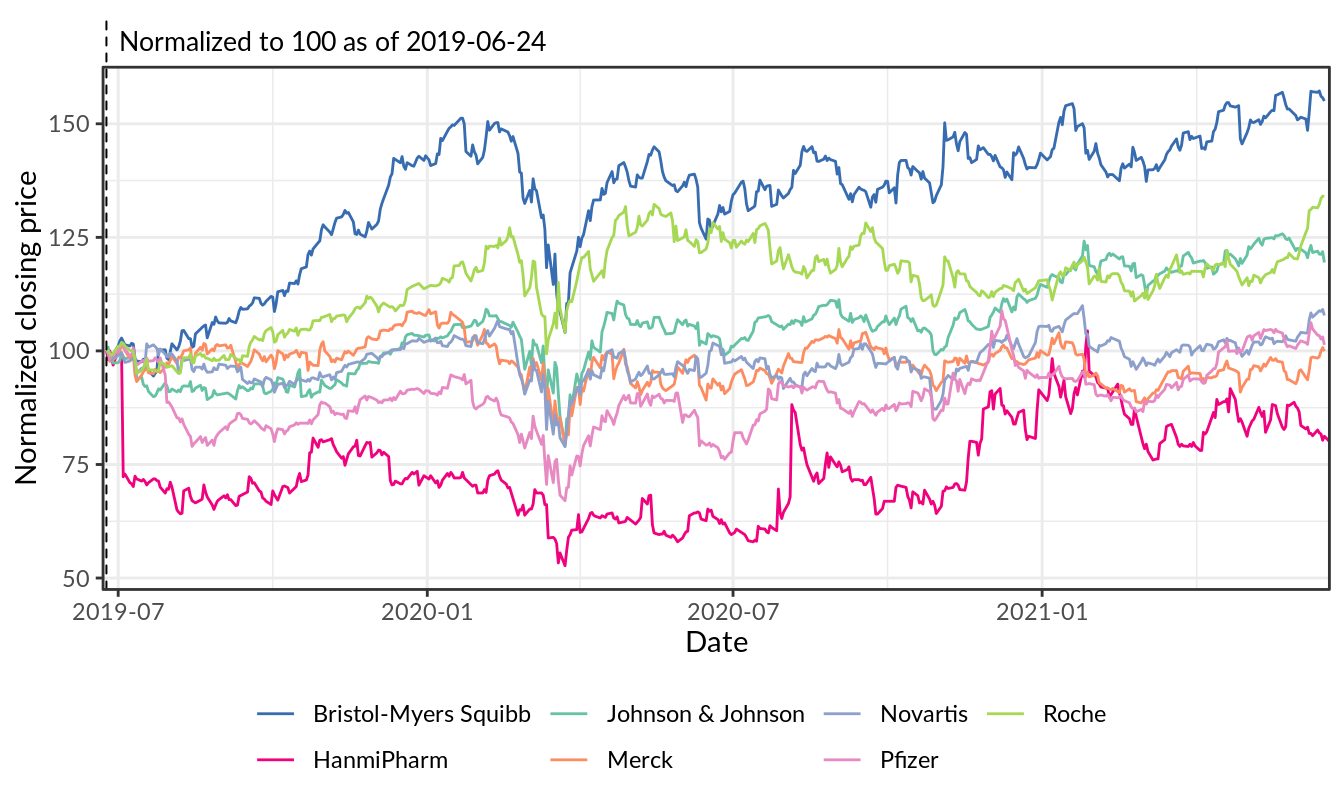 Normalized to 100 as of 2019-06-24
Normalized closing price
150
125
100
75
50
2019-07 2020-01 2020-07 2021-01
Date
Bristol-Myers Squibb Johnson & Johnson Novartis Roche
HanmiPharm Merck Pfizer